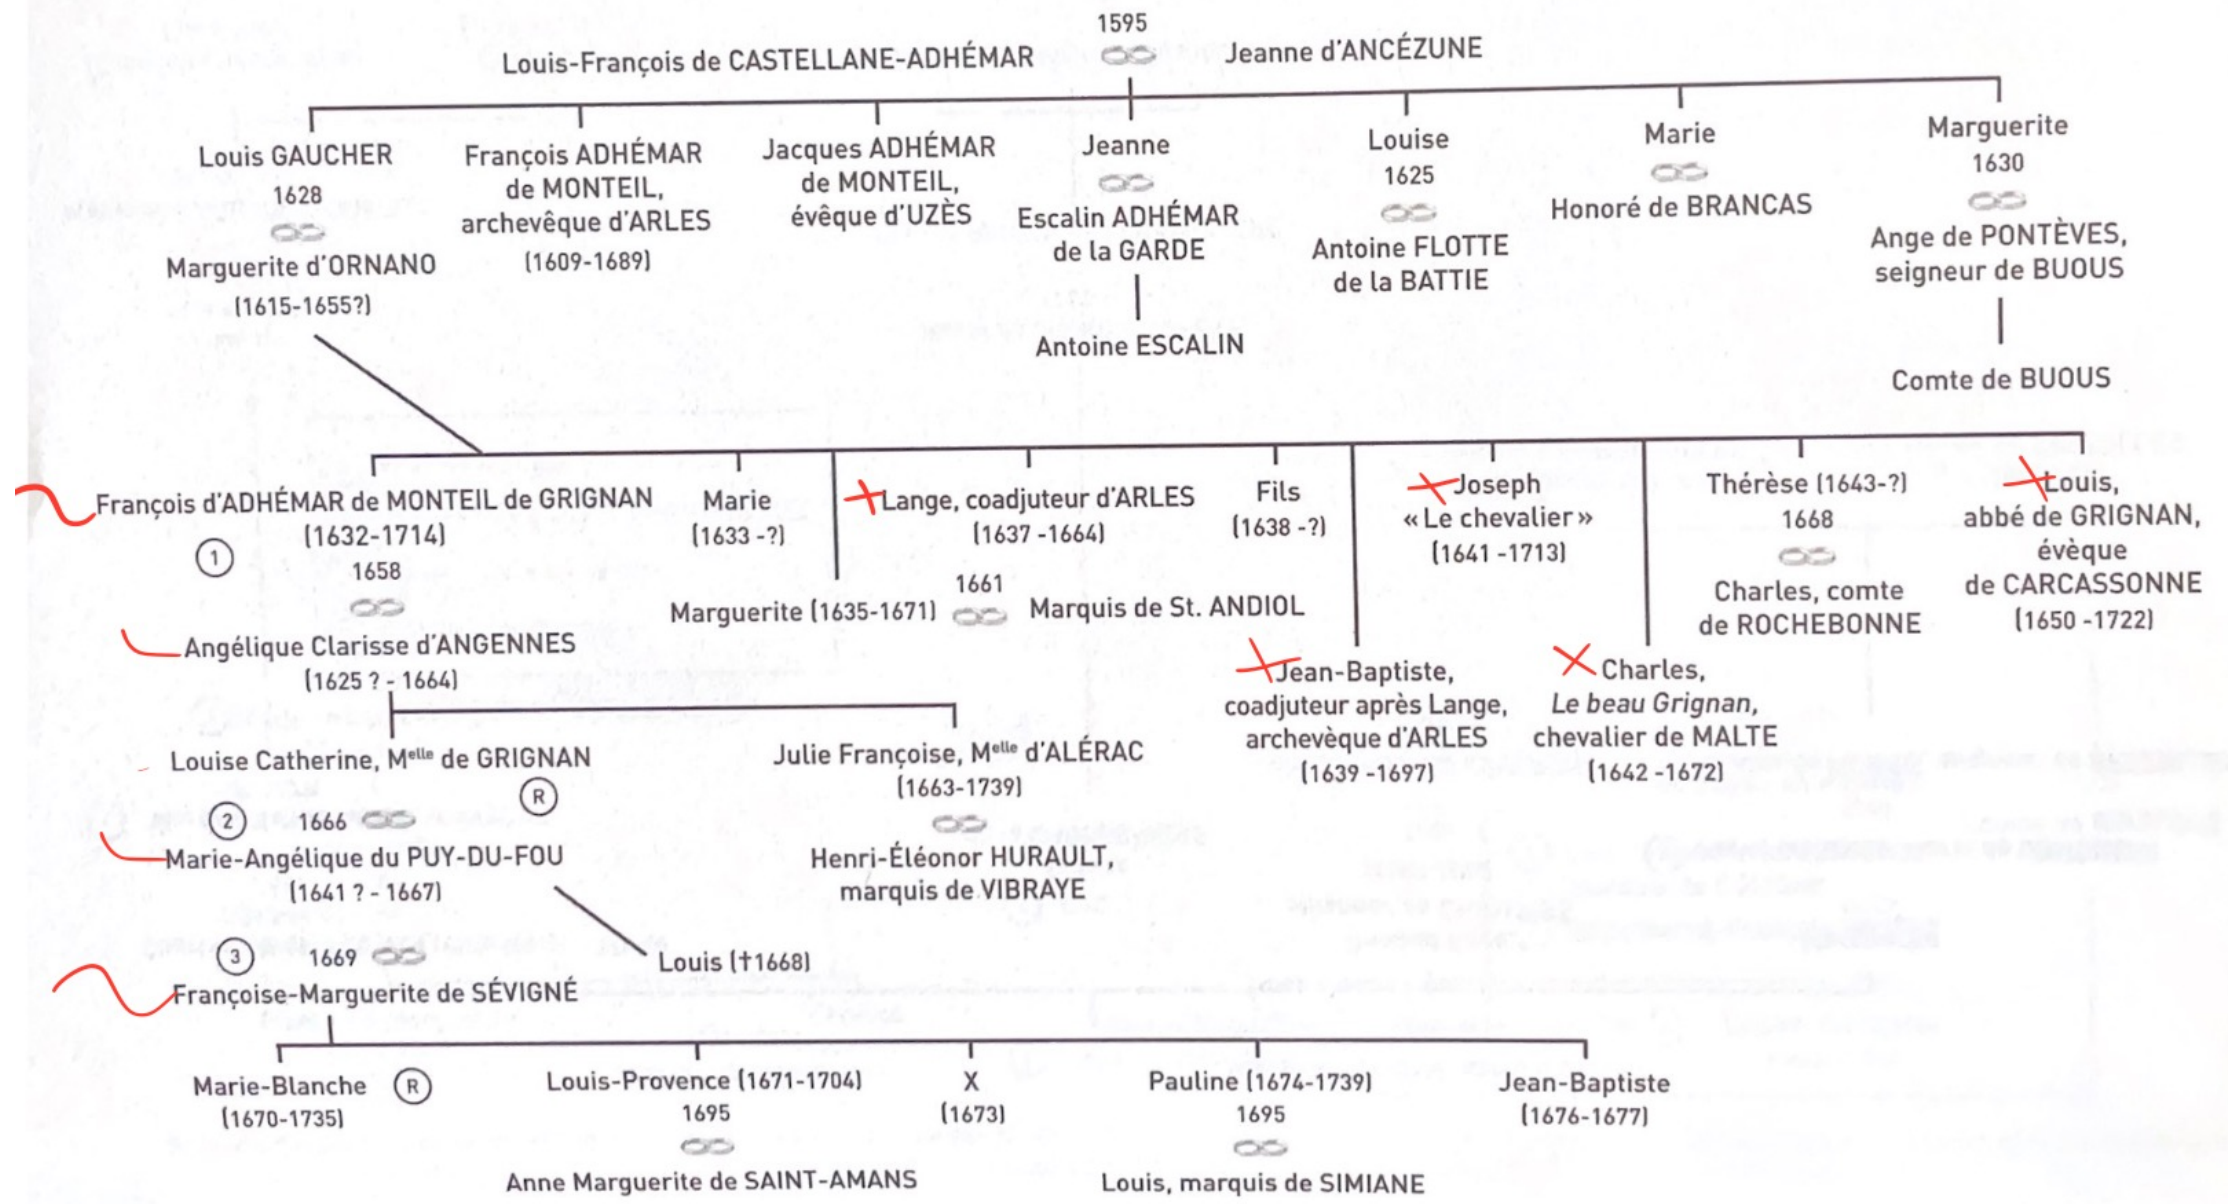 1595
Louis-François de CASTELLANE-ADHÉMAR
Jeanne d'ANCÉZUNE
Louis GAUCHER
1628
Marguerite d'ORNANO
(1615-1655?)
François ADHÉMAR
de MONTEIL,
archevêque d'ARLES
(1609-1689)
Jacques ADHÉMAR
de MONTEIL,
évêque d'UZÈS
Jeanne
Escalin ADHÉMAR
de la GARDE
Antoine ESCALIN
Louise
1625
Antoine FLOTTE
de la BATTIE
Marie
Honoré de BRANCAS
Marguerite
1630
Ange de PONTÈVES,
seigneur de BUOUS
Comte de BUOUS
François d'ADHÉMAR de MONTEIL de GRIGNAN
(1632-1714)
1
1658
Angélique Clarisse d'ANGENNES
(1625 ? - 1664)
Marie
(1633 -?)
Lange, coadjuteur d'ARLES
(1637 -1664)
Marguerite (1635-1671)
1661
Marquis de St. ANDIOL
Fils
(1638 -?)
Jean-Baptiste,
coadjuteur après Lange,
archevèque d'ARLES
(1639 -1697)
Joseph
« Le chevalier »
(1641 -1713)
Charles,
Le beau Grignan,
chevalier de MALTE
(1642 -1672)
Thérèse (1643-?)
1668
Charles, comte
de ROCHEBONNE
Louis,
abbé de GRIGNAN,
évèque
de CARCASSONNE
(1650 -1722)
Louise Catherine, Melle de GRIGNAN
R
Julie Françoise, Melle d'ALÉRAC
(1663-1739)
Henri-Éléonor HURAULT,
marquis de VIBRAYE
2
1666
Marie-Angélique du PUY-DU-FOU
(1641 ? - 1667)
Louis (†1668)
3
1669
Françoise-Marguerite de SÉVIGNÉ
Marie-Blanche R
(1670-1735)
Louis-Provence (1671-1704)
1695
Anne Marguerite de SAINT-AMANS
X
(1673)
Pauline (1674-1739)
1695
Louis, marquis de SIMIANE
Jean-Baptiste
(1676-1677)